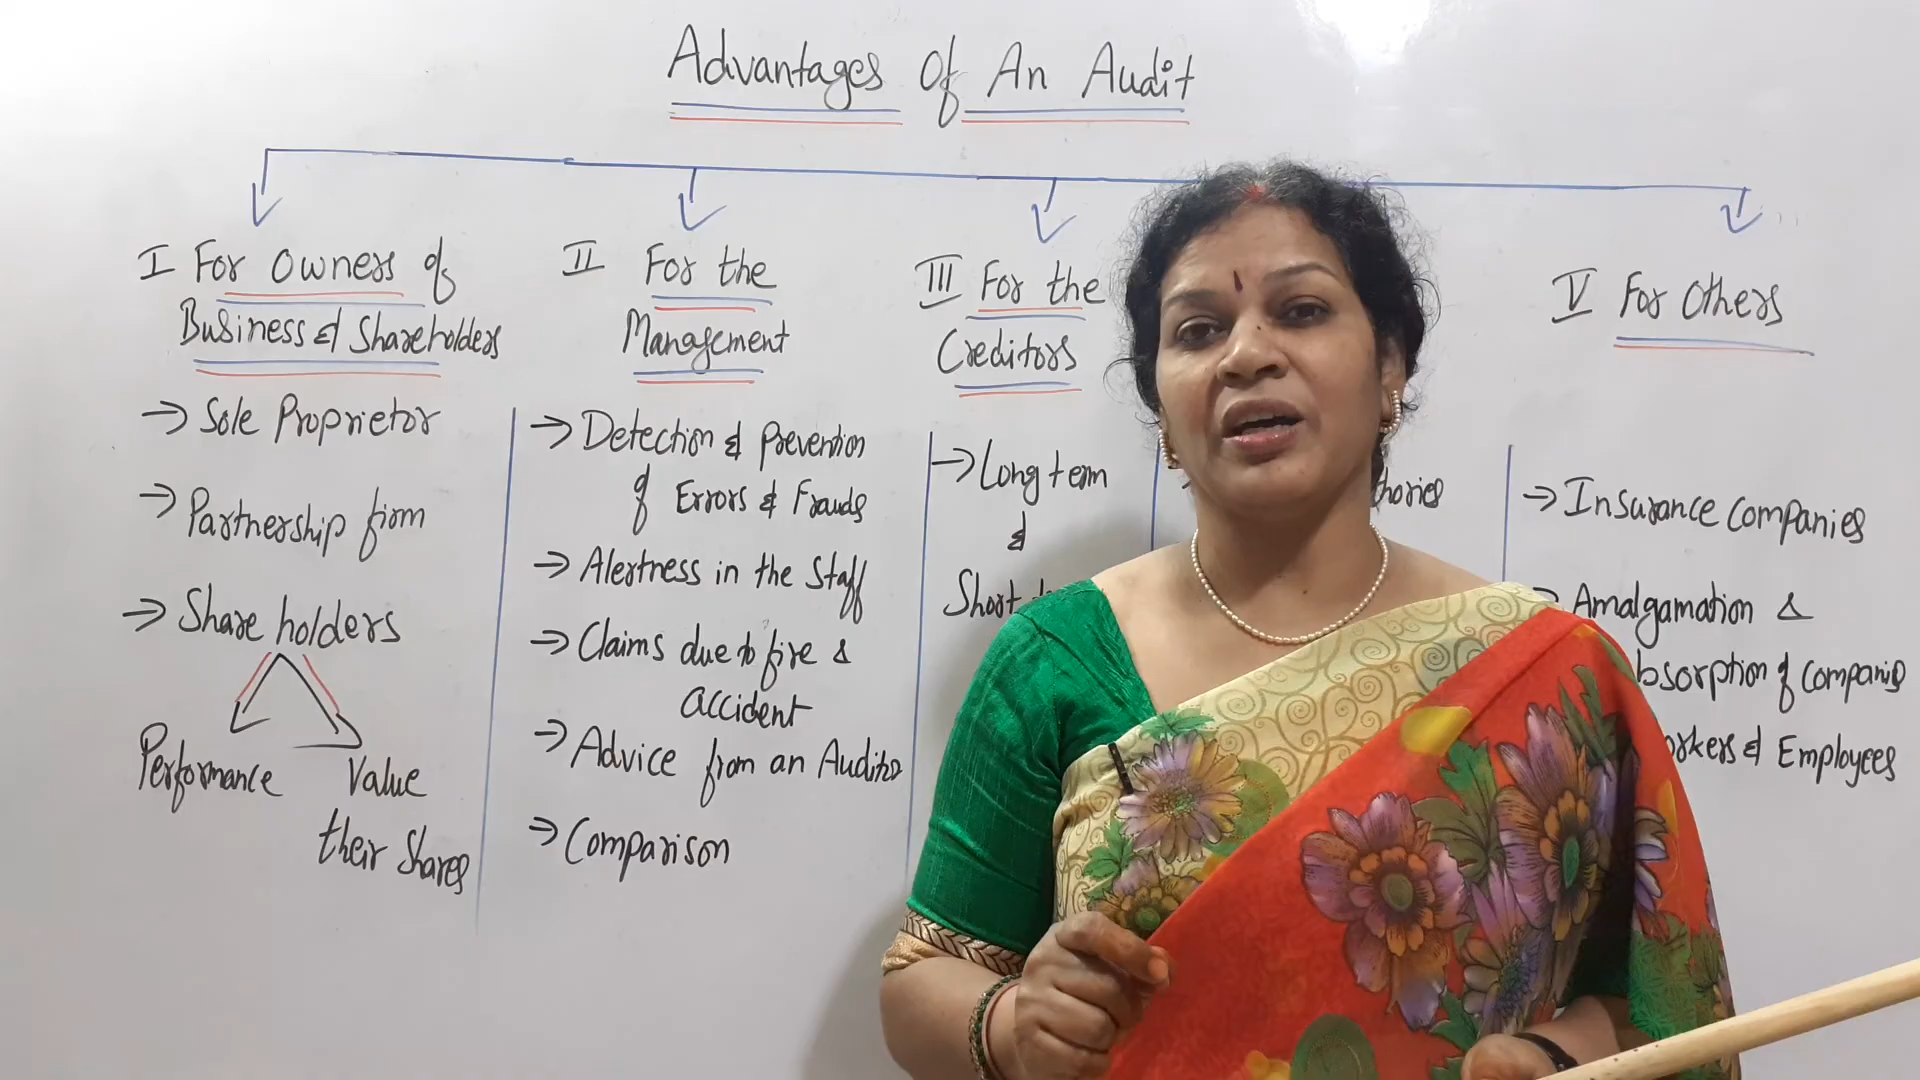 Advantages Of An Audit
I For Owners of
Business & Shareholders
→ Sole Proprietor
→ Partnership firm
→ Share holders
Performance
Value
their Shares
II For the
Management
→ Detection & Prevention
of Errors & Frauds
→ Alertness in the Staff
→ Claims due to fire &
accident
→ Advice from an Auditor
→ Comparison
III For the
Creditors
→ Long term
&
Short
thories
V For Others
→ Insurance Companies
Amalgamation &
bsorption of Companies
orkers & Employees